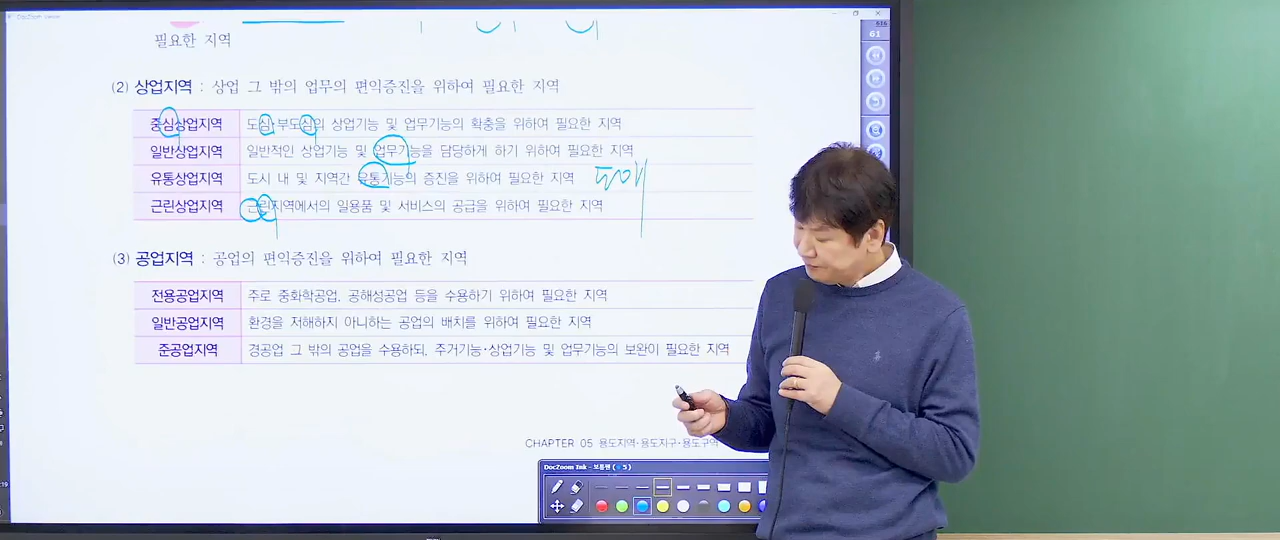 DocZoom Viewer
616
61
필요한 지역
(2) 상업지역 : 상업 그 밖의 업무의 편익증진을 위하여 필요한 지역
중심상업지역 도심·부도심의 상업기능 및 업무기능의 확충을 위하여 필요한 지역
일반상업지역 일반적인 상업기능 및 업무기능을 담당하게 하기 위하여 필요한 지역
유통상업지역 도시 내 및 지역간 유통기능의 증진을 위하여 필요한 지역
근린상업지역 근린지역에서의 일용품 및 서비스의 공급을 위하여 필요한 지역
(3) 공업지역 : 공업의 편익증진을 위하여 필요한 지역
전용공업지역 주로 중화학공업, 공해성공업 등을 수용하기 위하여 필요한 지역
일반공업지역 환경을 저해하지 아니하는 공업의 배치를 위하여 필요한 지역
준공업지역 경공업 그 밖의 공업을 수용하되, 주거기능·상업기능 및 업무기능의 보완이 필요한 지역
CHAPTER 05 용도지역·용도지구·용도구역
DocZoom Ink - 보통펜 ( 5 )
:19